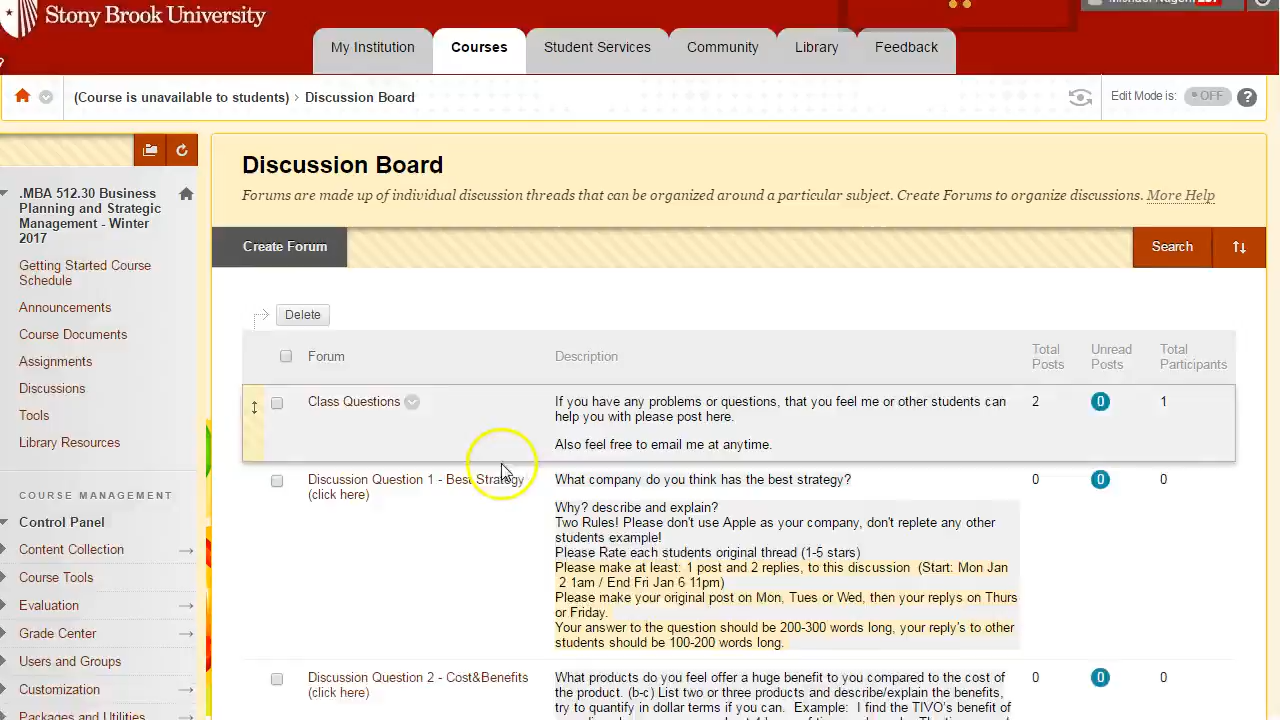 Stony Brook University
My Institution
Courses
Student Services
Community
Library
Feedback
(Course is unavailable to students) > Discussion Board
Edit Mode is:
OFF
?
.MBA 512.30 Business
Planning and Strategic
Management - Winter
2017
Getting Started Course
Schedule
Announcements
Course Documents
Assignments
Discussions
Tools
Library Resources
COURSE MANAGEMENT
Control Panel
Content Collection
Course Tools
Evaluation
Grade Center
Users and Groups
Customization
Packages and Utilities
Discussion Board
Forums are made up of individual discussion threads that can be organized around a particular subject. Create Forums to organize discussions. More Help
Create Forum
Search
Delete
Forum
Description
Total
Posts
Unread
Posts
Total
Participants
Class Questions
If you have any problems or questions, that you feel me or other students can
help you with please post here.
Also feel free to email me at anytime.
2
0
1
Discussion Question 1 - Best Strategy
(click here)
What company do you think has the best strategy?
Why? describe and explain?
Two Rules! Please don't use Apple as your company, don't replete any other
students example!
Please Rate each students original thread (1-5 stars)
Please make at least: 1 post and 2 replies, to this discussion (Start: Mon Jan
2 1am / End Fri Jan 6 11pm)
Please make your original post on Mon, Tues or Wed, then your replys on Thurs
or Friday.
Your answer to the question should be 200-300 words long, your reply's to other
students should be 100-200 words long.
0
0
0
Discussion Question 2 - Cost&Benefits
(click here)
What products do you feel offer a huge benefit to you compared to the cost of
the product. (b-c) List two or three products and describe/explain the benefits,
try to quantify in dollar terms if you can. Example: I find the TIVO's benefit of
0
0
0